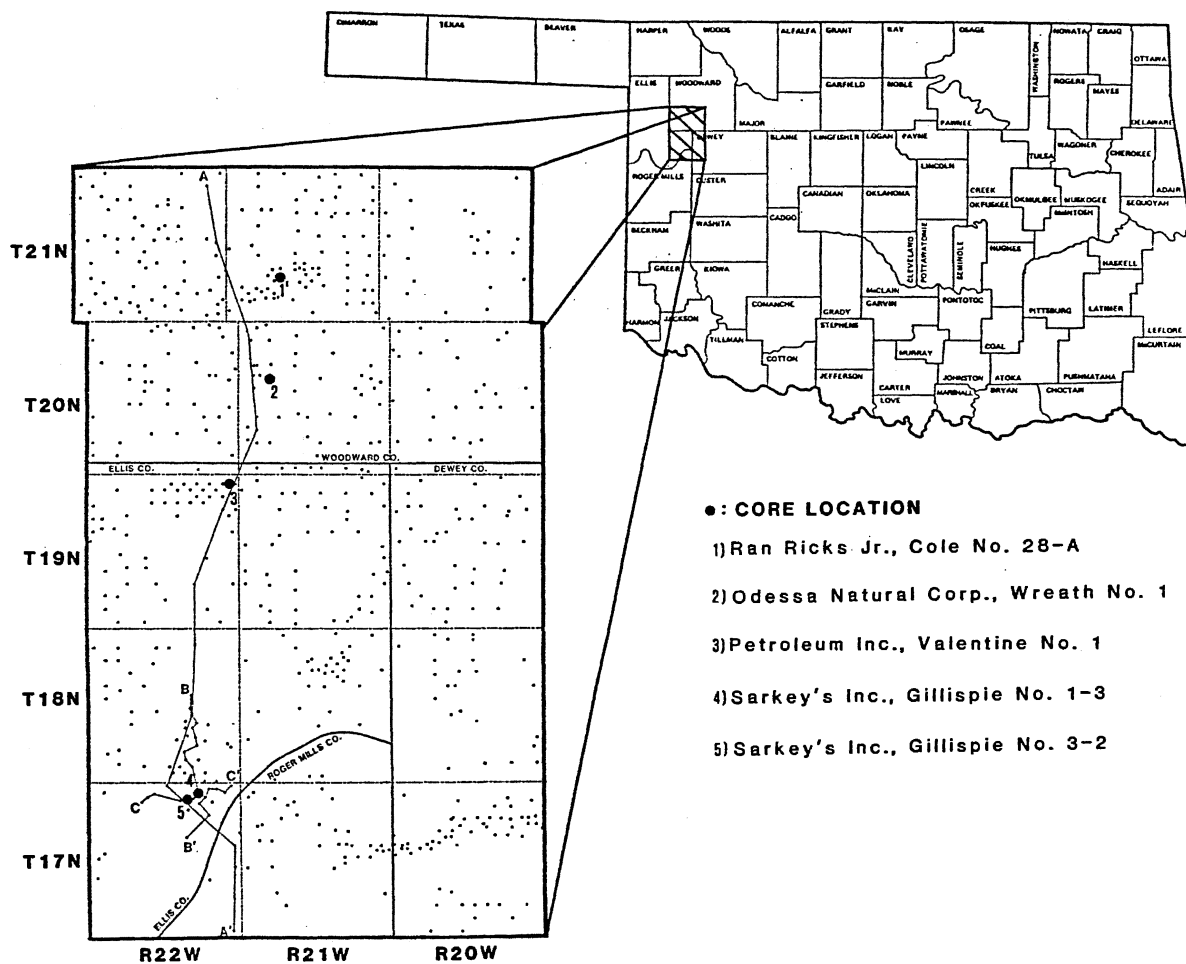 CIMARRON TEXAS BEAVER HARPER WOODS ALFALFA GRANT KAY OSAGE NOWATA CRAIG
OTTAWA
WASHINGTON
ELLIS WOODWARD GARFIELD NOBLE ROGERS MAYES
MAJOR PAWNEE DELAWARE
DEWEY BLAINE KINGFISHER LOGAN PAYNE WAGONER CHEROKEE
TULSA
ROGER MILLS CUSTER LINCOLN
CREEK ADAIR
CANADIAN OKLAHOMA OKFUSKEE OKMULGEE MUSKOGEE SEQUOYAH
McINTOSH
BECKHAM WASHITA CADDO CLEVELAND POTTAWATOMIE SEMINOLE HUGHES
HASKELL
GREER KIOWA
McCLAIN
COMANCHE GRADY GARVIN PONTOTOC PITTSBURG LATIMER
HARMON JACKSON STEPHENS LEFLORE
TILLMAN COAL McCURTAIN
COTTON MURRAY
JEFFERSON JOHNSTON ATOKA PUSHMATAHA
CARTER MARSHALL BRYAN CHOCTAW
LOVE
A
T21N
1
2
T20N
WOODWARD CO.
ELLIS CO. DEWEY CO.
3
T19N
B
T18N
ROGER MILLS CO.
4 C'
C 5
B'
T17N
ELLIS CO.
A'
R22W R21W R20W
●: CORE LOCATION
1) Ran Ricks Jr., Cole No. 28-A
2) Odessa Natural Corp., Wreath No. 1
3) Petroleum Inc., Valentine No. 1
4) Sarkey's Inc., Gillispie No. 1-3
5) Sarkey's Inc., Gillispie No. 3-2